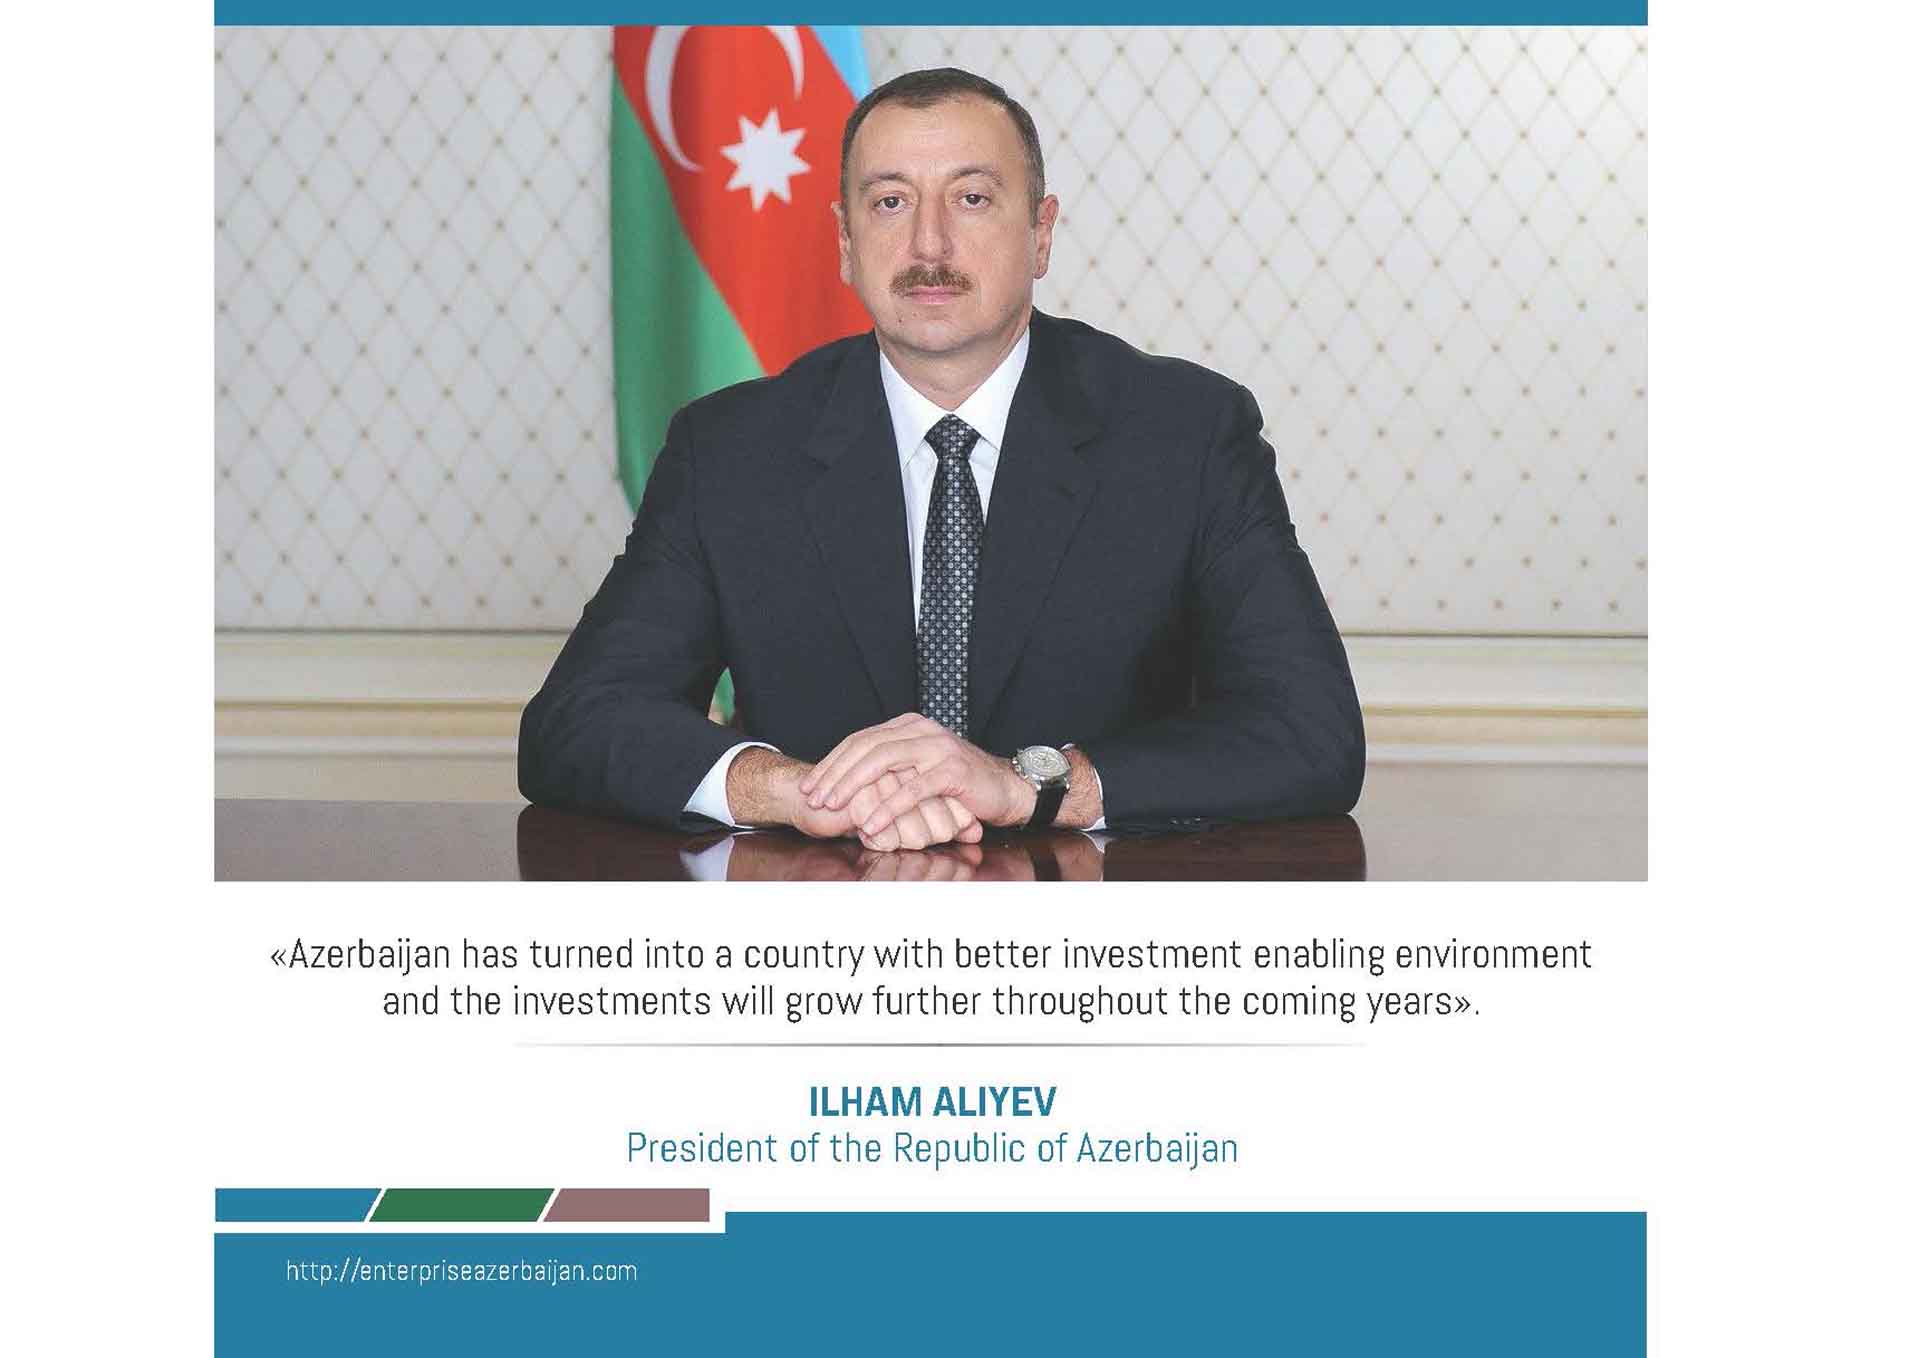 «Azerbaijan has turned into a country with better investment enabling environment
and the investments will grow further throughout the coming years».
ILHAM ALIYEV
President of the Republic of Azerbaijan
http://enterpriseazerbaijan.com